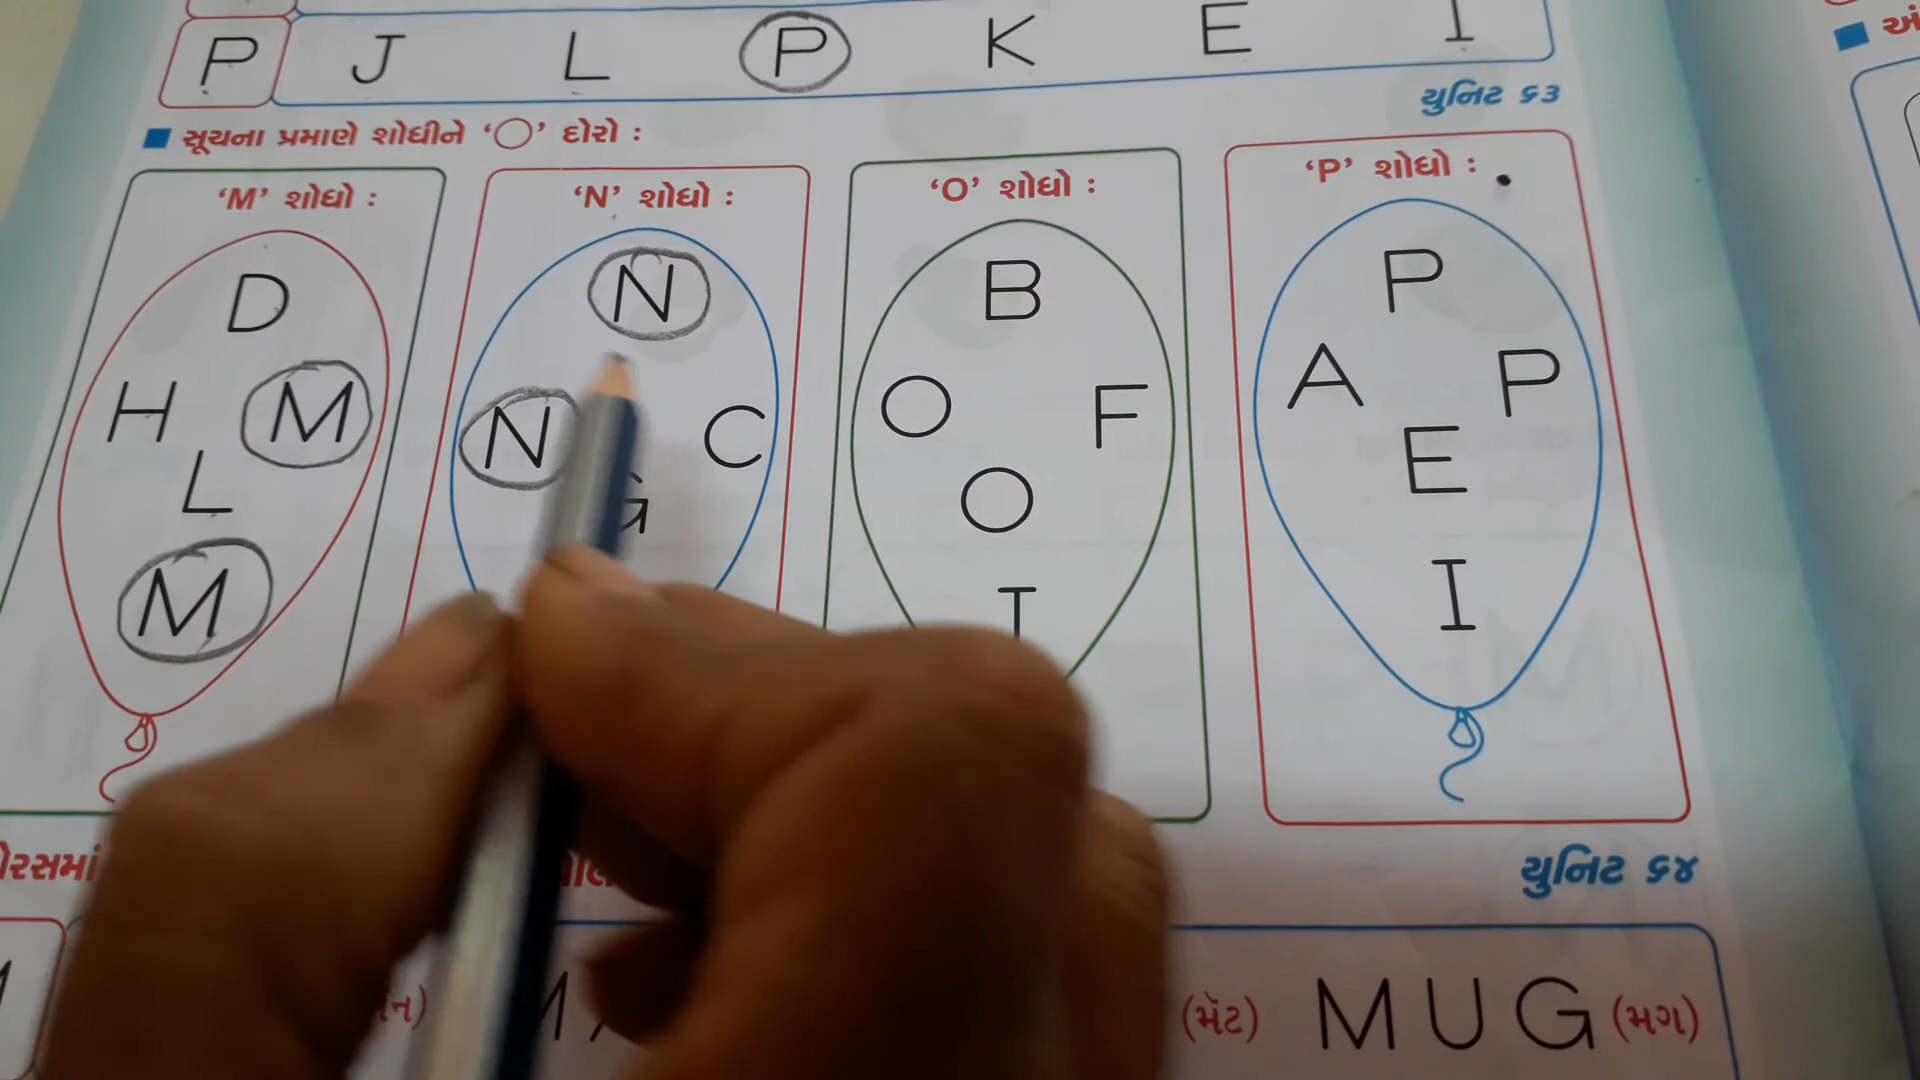 P J L P K E I
યુનિટ ૬૩
સૂચના પ્રમાણે શોધીને ‘○’ દોરો :
‘M’ શોધો :
D
H M
L
M
‘N’ શોધો :
N
N C
G
‘O’ શોધો :
B
O F
O
I
‘P’ શોધો :
P
A P
E
I
યુનિટ ૬૪
(મૅટ) MUG (મગ)